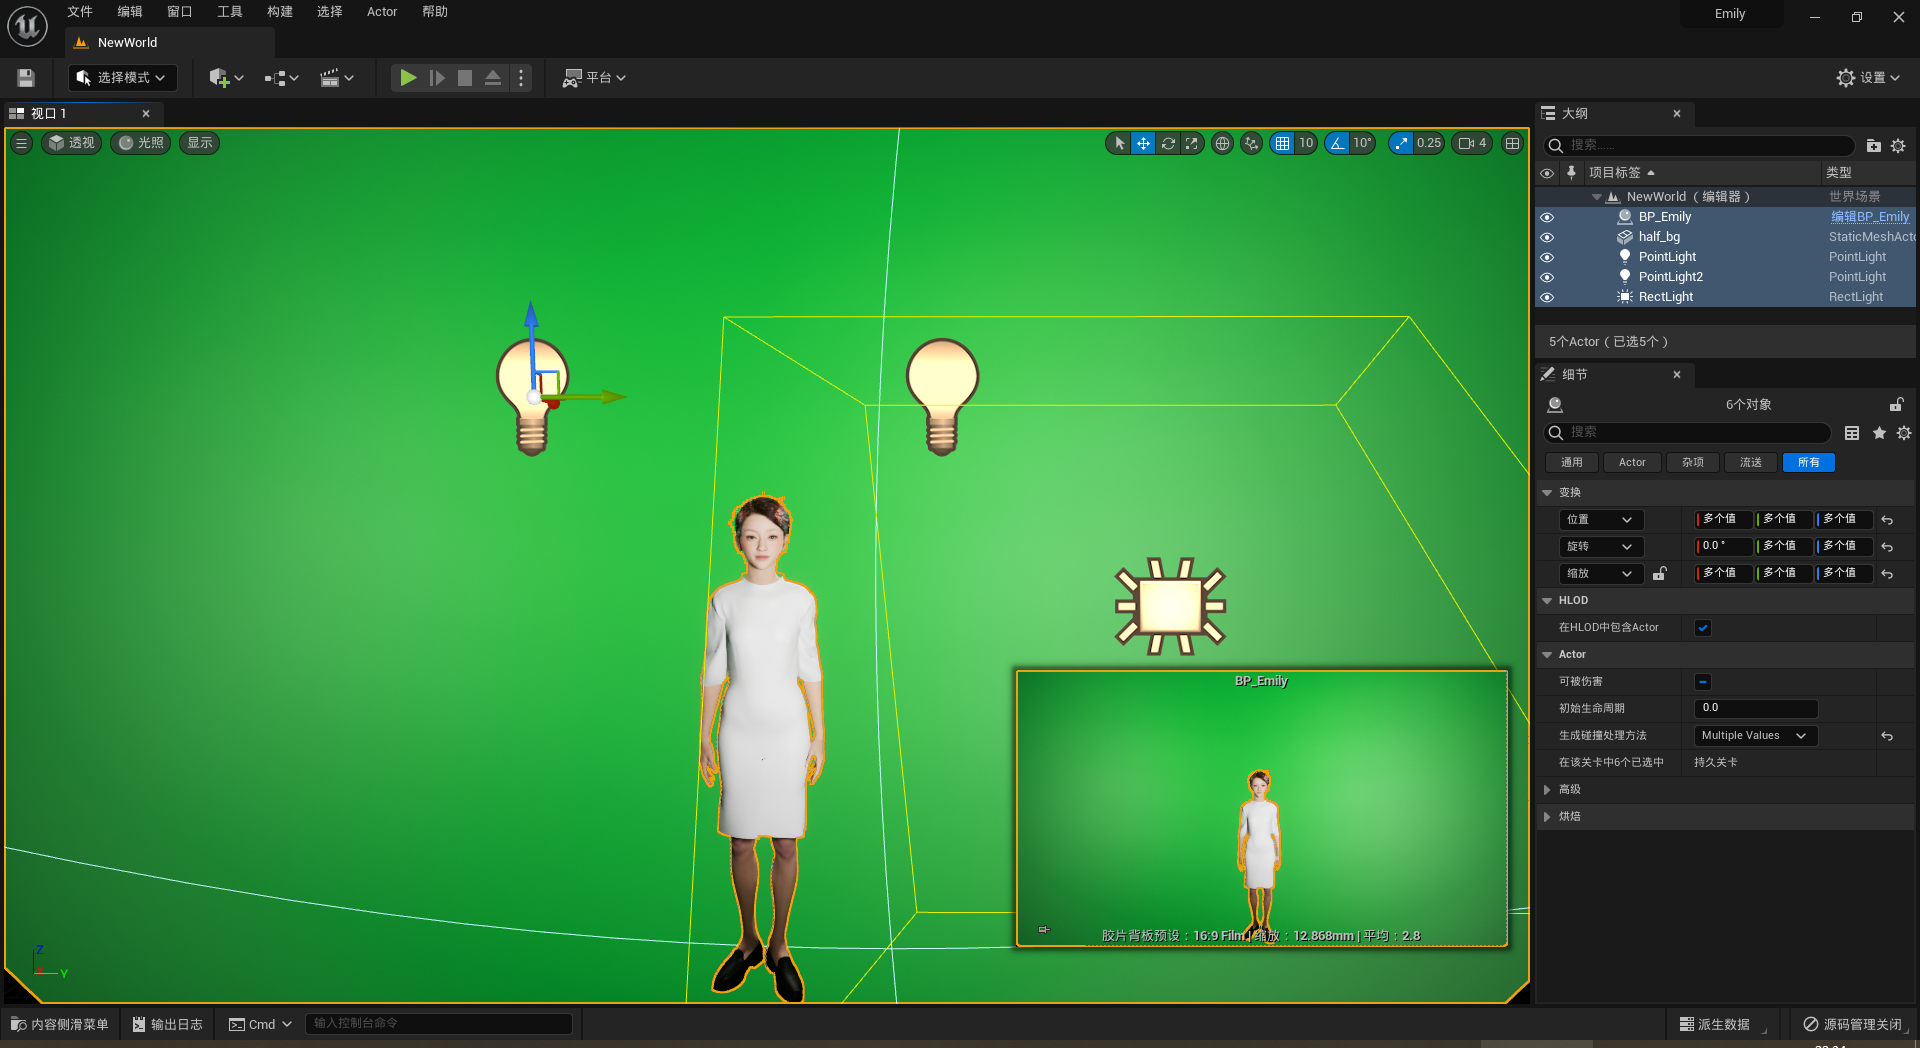 文件 编辑 窗口 工具 构建 选择 Actor 帮助
Emily
NewWorld
选择模式
平台
设置
视口 1
透视 光照 显示
10 10° 0.25 4
BP_Emily
胶片背板预设：16:9 Film | 缩放：12.868mm | 平均：2.8
Z
X
Y
大纲
搜索……
项目标签 类型
NewWorld（编辑器） 世界场景
BP_Emily 编辑BP_Emily
half_bg StaticMeshActo
PointLight PointLight
PointLight2 PointLight
RectLight RectLight
5个Actor（已选5个）
细节
6个对象
搜索
通用 Actor 杂项 流送 所有
变换
位置 多个值 多个值 多个值
旋转 0.0 ° 多个值 多个值
缩放 多个值 多个值 多个值
HLOD
在HLOD中包含Actor
Actor
可被伤害
初始生命周期 0.0
生成碰撞处理方法 Multiple Values
在该关卡中6个已选中 持久关卡
高级
烘焙
内容侧滑菜单 输出日志 Cmd 输入控制台命令
派生数据 源码管理关闭